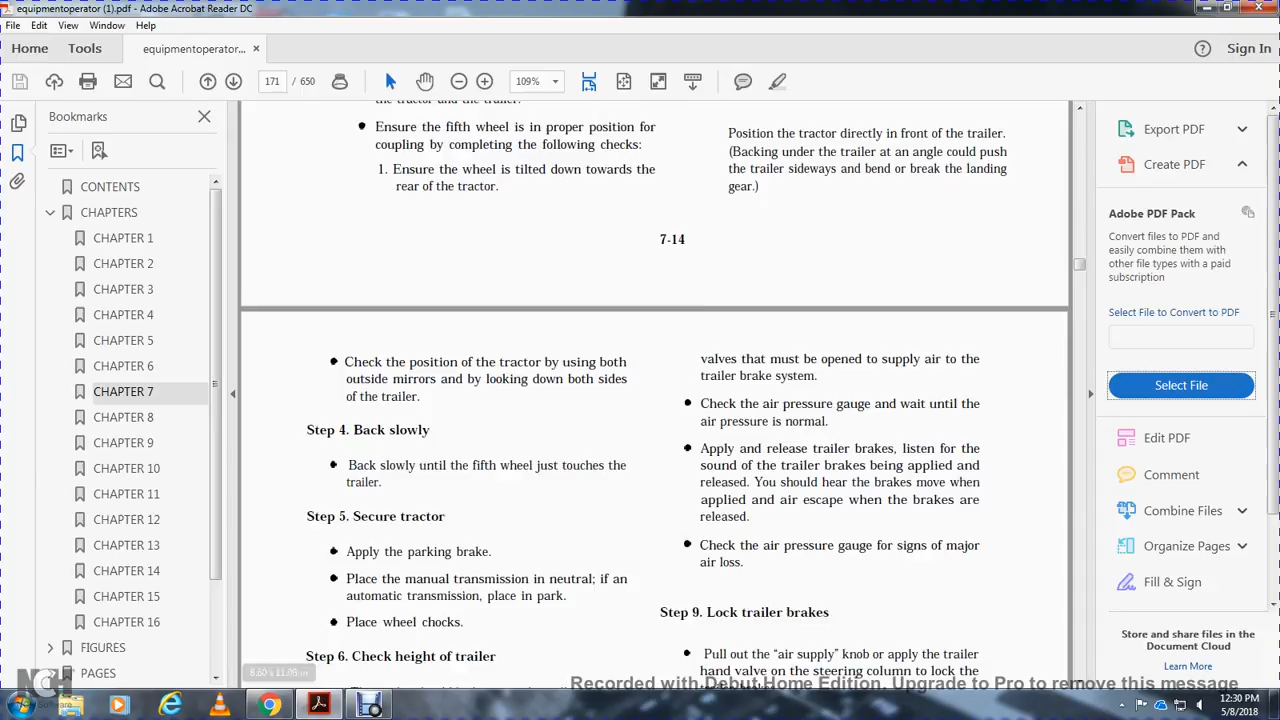 equipmentoperator (1).pdf - Adobe Acrobat Reader DC
File Edit View Window Help
Home Tools equipmentoperator... × Sign In
171 / 650 109%
Bookmarks
CONTENTS
CHAPTERS
CHAPTER 1
CHAPTER 2
CHAPTER 3
CHAPTER 4
CHAPTER 5
CHAPTER 6
CHAPTER 7
CHAPTER 8
CHAPTER 9
CHAPTER 10
CHAPTER 11
CHAPTER 12
CHAPTER 13
CHAPTER 14
CHAPTER 15
CHAPTER 16
FIGURES
PAGES
the tractor and the trailer.
• Ensure the fifth wheel is in proper position for
coupling by completing the following checks:
1. Ensure the wheel is tilted down towards the
rear of the tractor.
Position the tractor directly in front of the trailer.
(Backing under the trailer at an angle could push
the trailer sideways and bend or break the landing
gear.)
7-14
• Check the position of the tractor by using both
outside mirrors and by looking down both sides
of the trailer.
Step 4. Back slowly
• Back slowly until the fifth wheel just touches the
trailer.
Step 5. Secure tractor
• Apply the parking brake.
• Place the manual transmission in neutral; if an
automatic transmission, place in park.
• Place wheel chocks.
Step 6. Check height of trailer
valves that must be opened to supply air to the
trailer brake system.
• Check the air pressure gauge and wait until the
air pressure is normal.
• Apply and release trailer brakes, listen for the
sound of the trailer brakes being applied and
released. You should hear the brakes move when
applied and air escape when the brakes are
released.
• Check the air pressure gauge for signs of major
air loss.
Step 9. Lock trailer brakes
• Pull out the “air supply” knob or apply the trailer
hand valve on the steering column to lock the
Export PDF
Create PDF
Adobe PDF Pack
Convert files to PDF and
easily combine them with
other file types with a paid
subscription
Select File to Convert to PDF
Select File
Edit PDF
Comment
Combine Files
Organize Pages
Fill & Sign
Store and share files in the
Document Cloud
Learn More
8.50 x 11.00 in
NCH
Software
Recorded with Debut Home Edition. Upgrade to Pro to remove this message
12:30 PM
5/8/2018